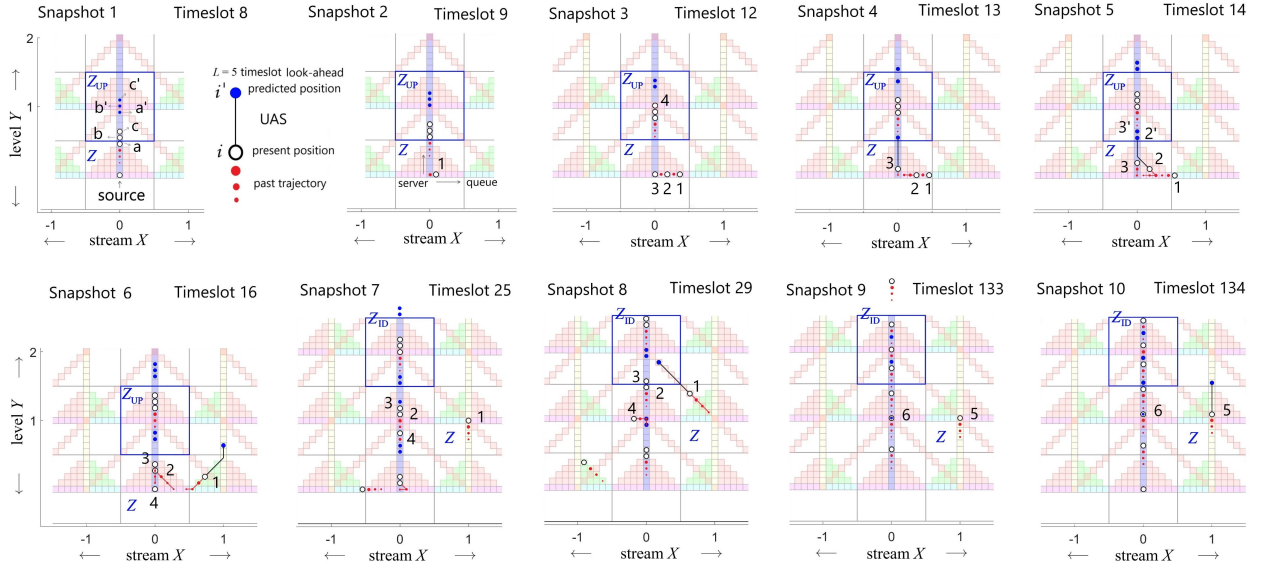 Snapshot 1 Timeslot 8
2
Z_UP
c'
b' a'
c
b
a
Z
source
1
level Y
-1 0 1
stream X
L = 5 timeslot look-ahead
i' predicted position
UAS
i present position
past trajectory
Snapshot 2 Timeslot 9
Z_UP
Z
1
server queue
-1 0 1
stream X
Snapshot 3 Timeslot 12
Z_UP
4
Z
3 2 1
-1 0 1
stream X
Snapshot 4 Timeslot 13
Z_UP
Z
3
2 1
-1 0 1
stream X
Snapshot 5 Timeslot 14
Z_UP
3' 2'
Z
3 2
1
-1 0 1
stream X
Snapshot 6 Timeslot 16
2
Z_UP
1
level Y
3 2
1
0
Z 4
-1 0 1
stream X
Snapshot 7 Timeslot 25
Z_ID
3
2 1
4 Z
-1 0 1
stream X
Snapshot 8 Timeslot 29
Z_ID
3
2 1
4
Z
-1 0 1
stream X
Snapshot 9 Timeslot 133
Z_ID
6 5
Z
-1 0 1
stream X
Snapshot 10 Timeslot 134
Z_ID
6 5
Z
-1 0 1
stream X